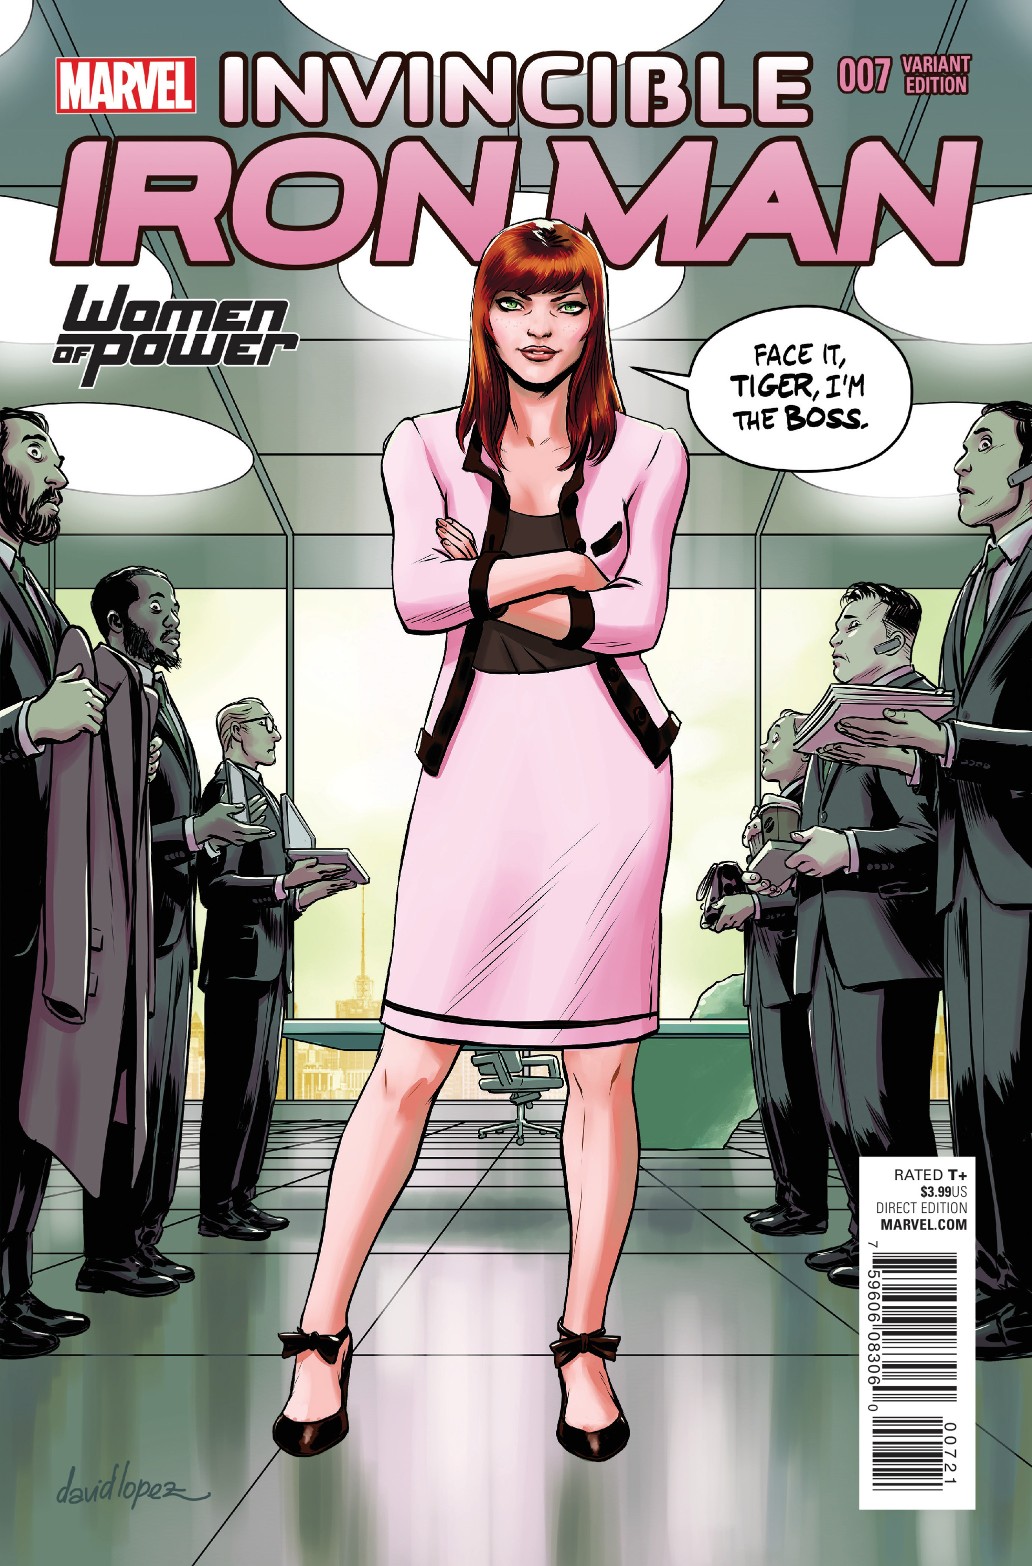 MARVEL
INVINCIBLE
IRON MAN
007
VARIANT
EDITION
WOMEN
OF POWER
FACE IT,
TIGER, I'M
THE BOSS.
RATED T+
$3.99US
DIRECT EDITION
MARVEL.COM
7 59606 08306 0
00721
davidlopez